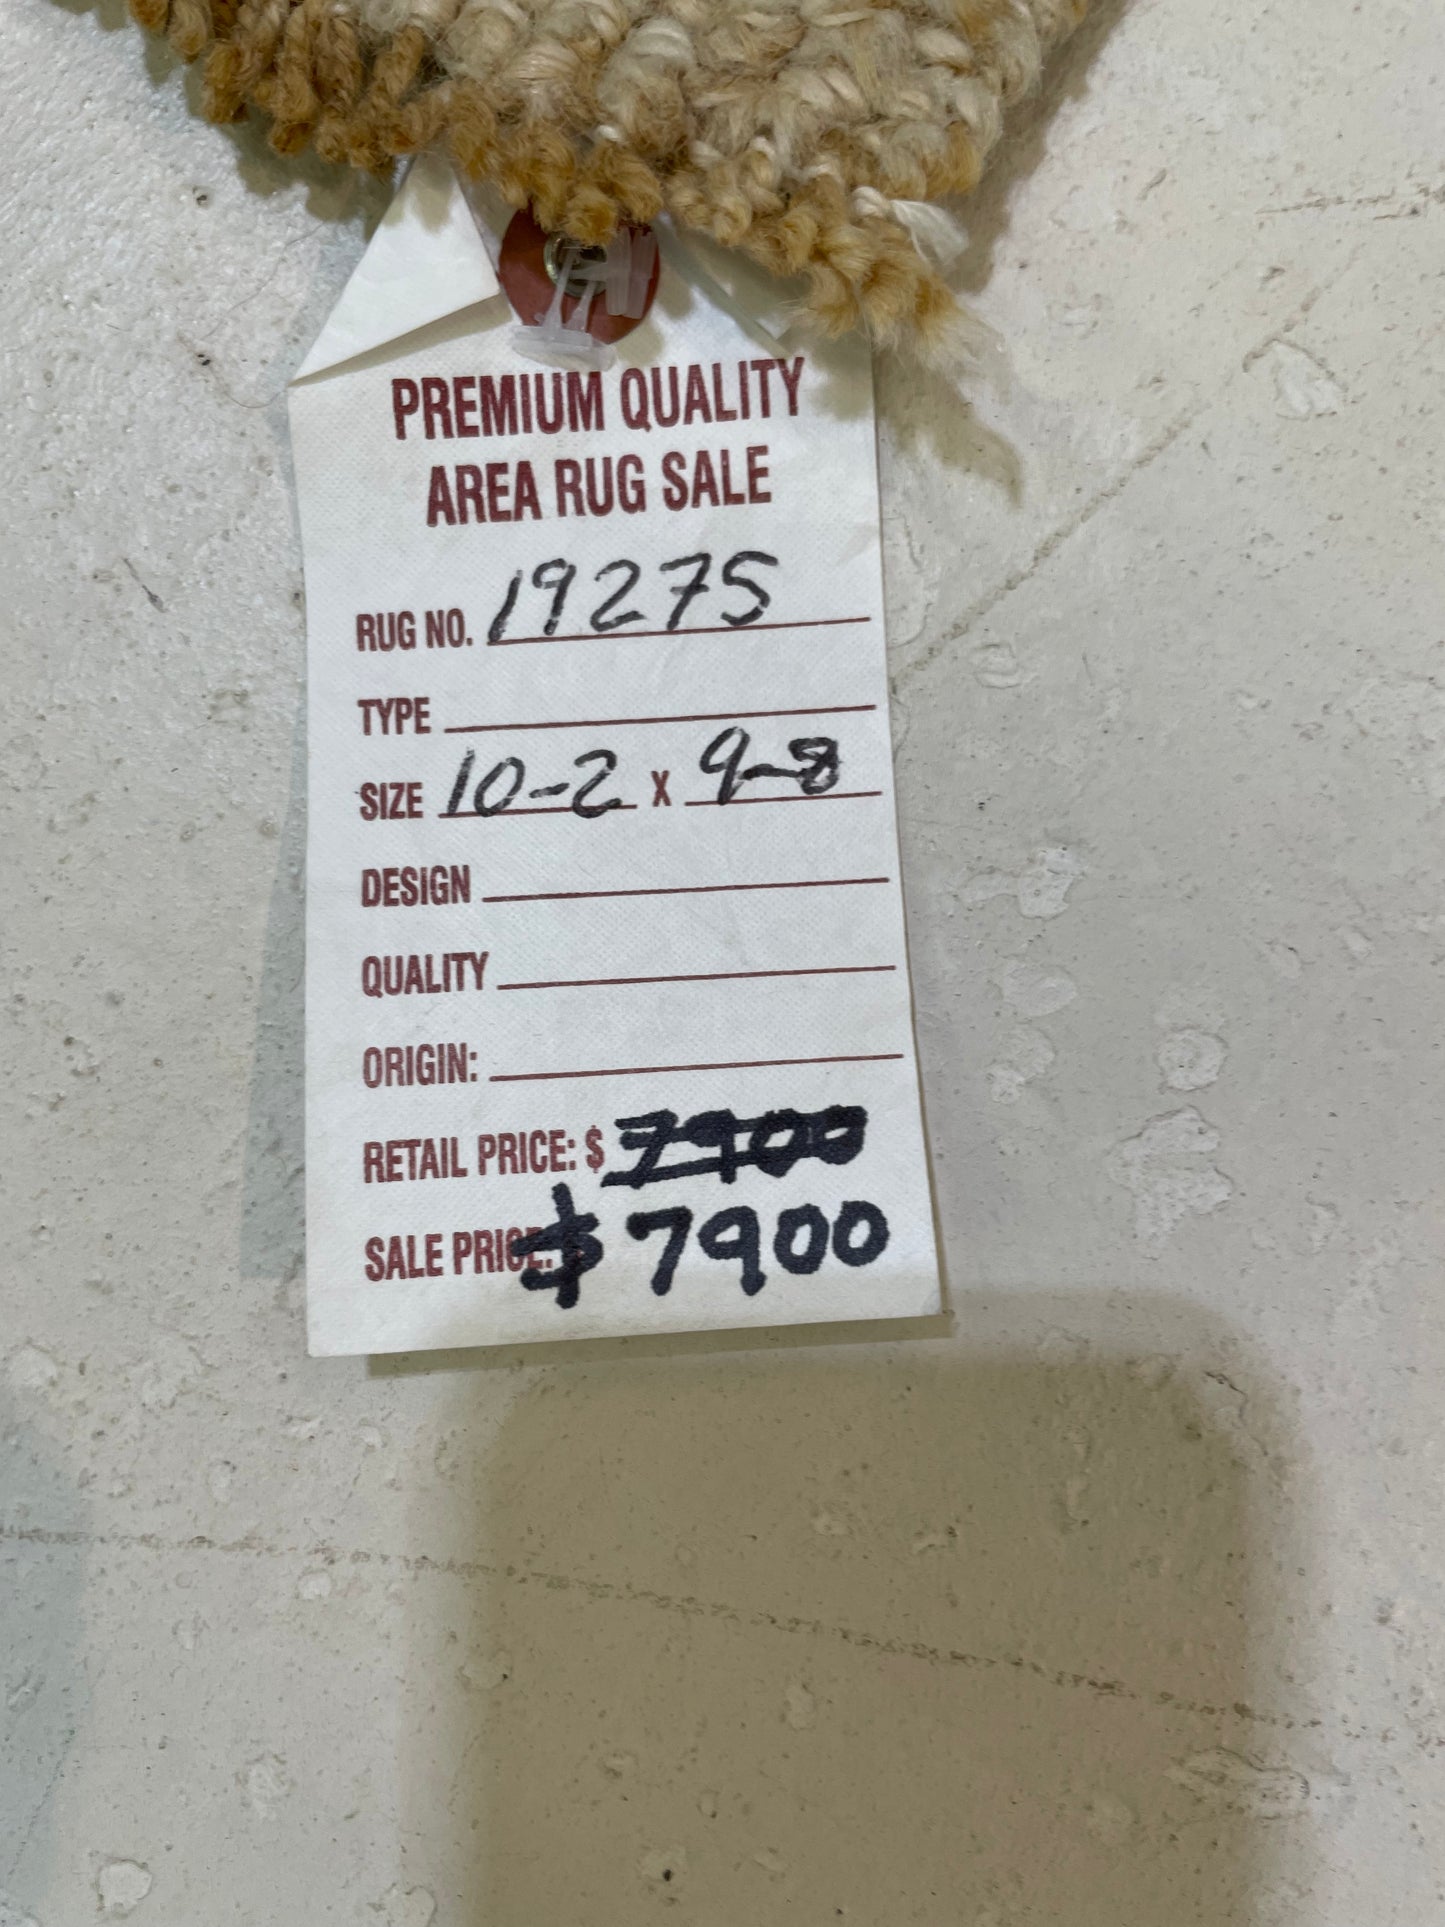 PREMIUM QUALITY
AREA RUG SALE
RUG NO. 19275
TYPE
SIZE 10-2 X 9-8
DESIGN
QUALITY
ORIGIN:
RETAIL PRICE: $ 7900
SALE PRICE: $ 7900